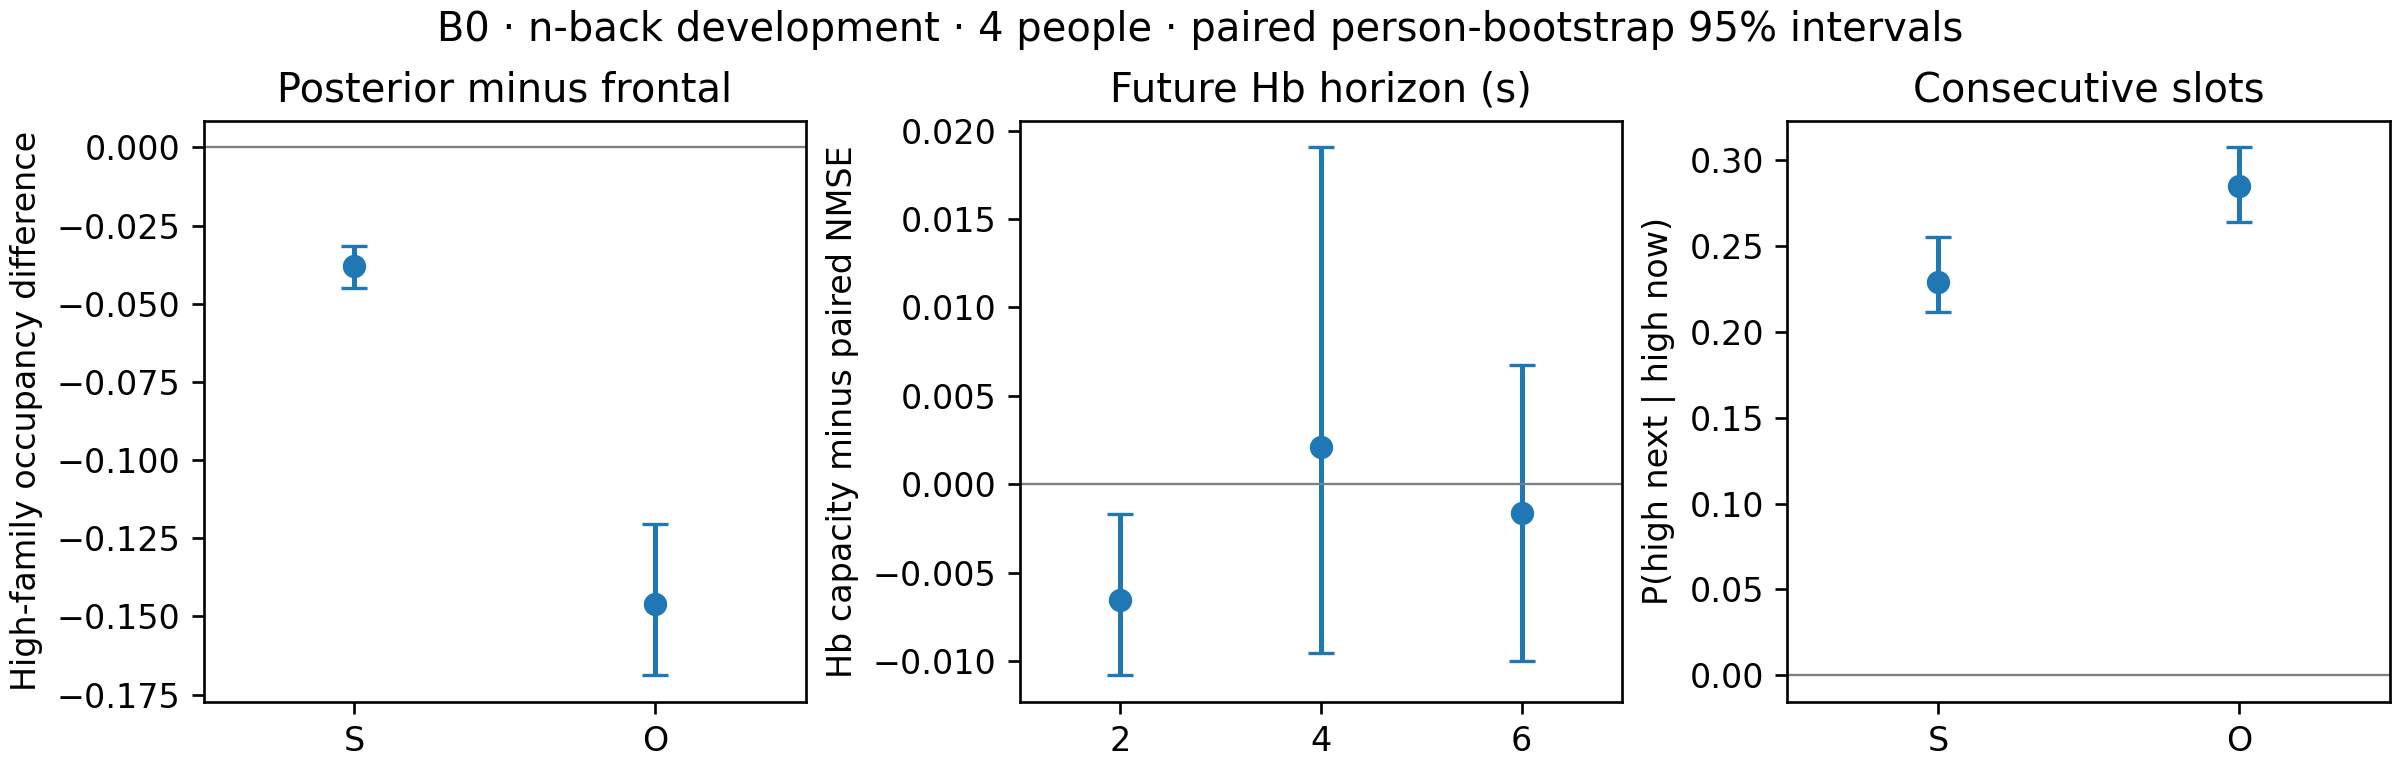 B0 · n-back development · 4 people · paired person-bootstrap 95% intervals
Posterior minus frontal
High-family occupancy difference
0.000
−0.025
−0.050
−0.075
−0.100
−0.125
−0.150
−0.175
S
O
Future Hb horizon (s)
Hb capacity minus paired NMSE
0.020
0.015
0.010
0.005
0.000
−0.005
−0.010
2
4
6
Consecutive slots
P(high next | high now)
0.30
0.25
0.20
0.15
0.10
0.05
0.00
S
O